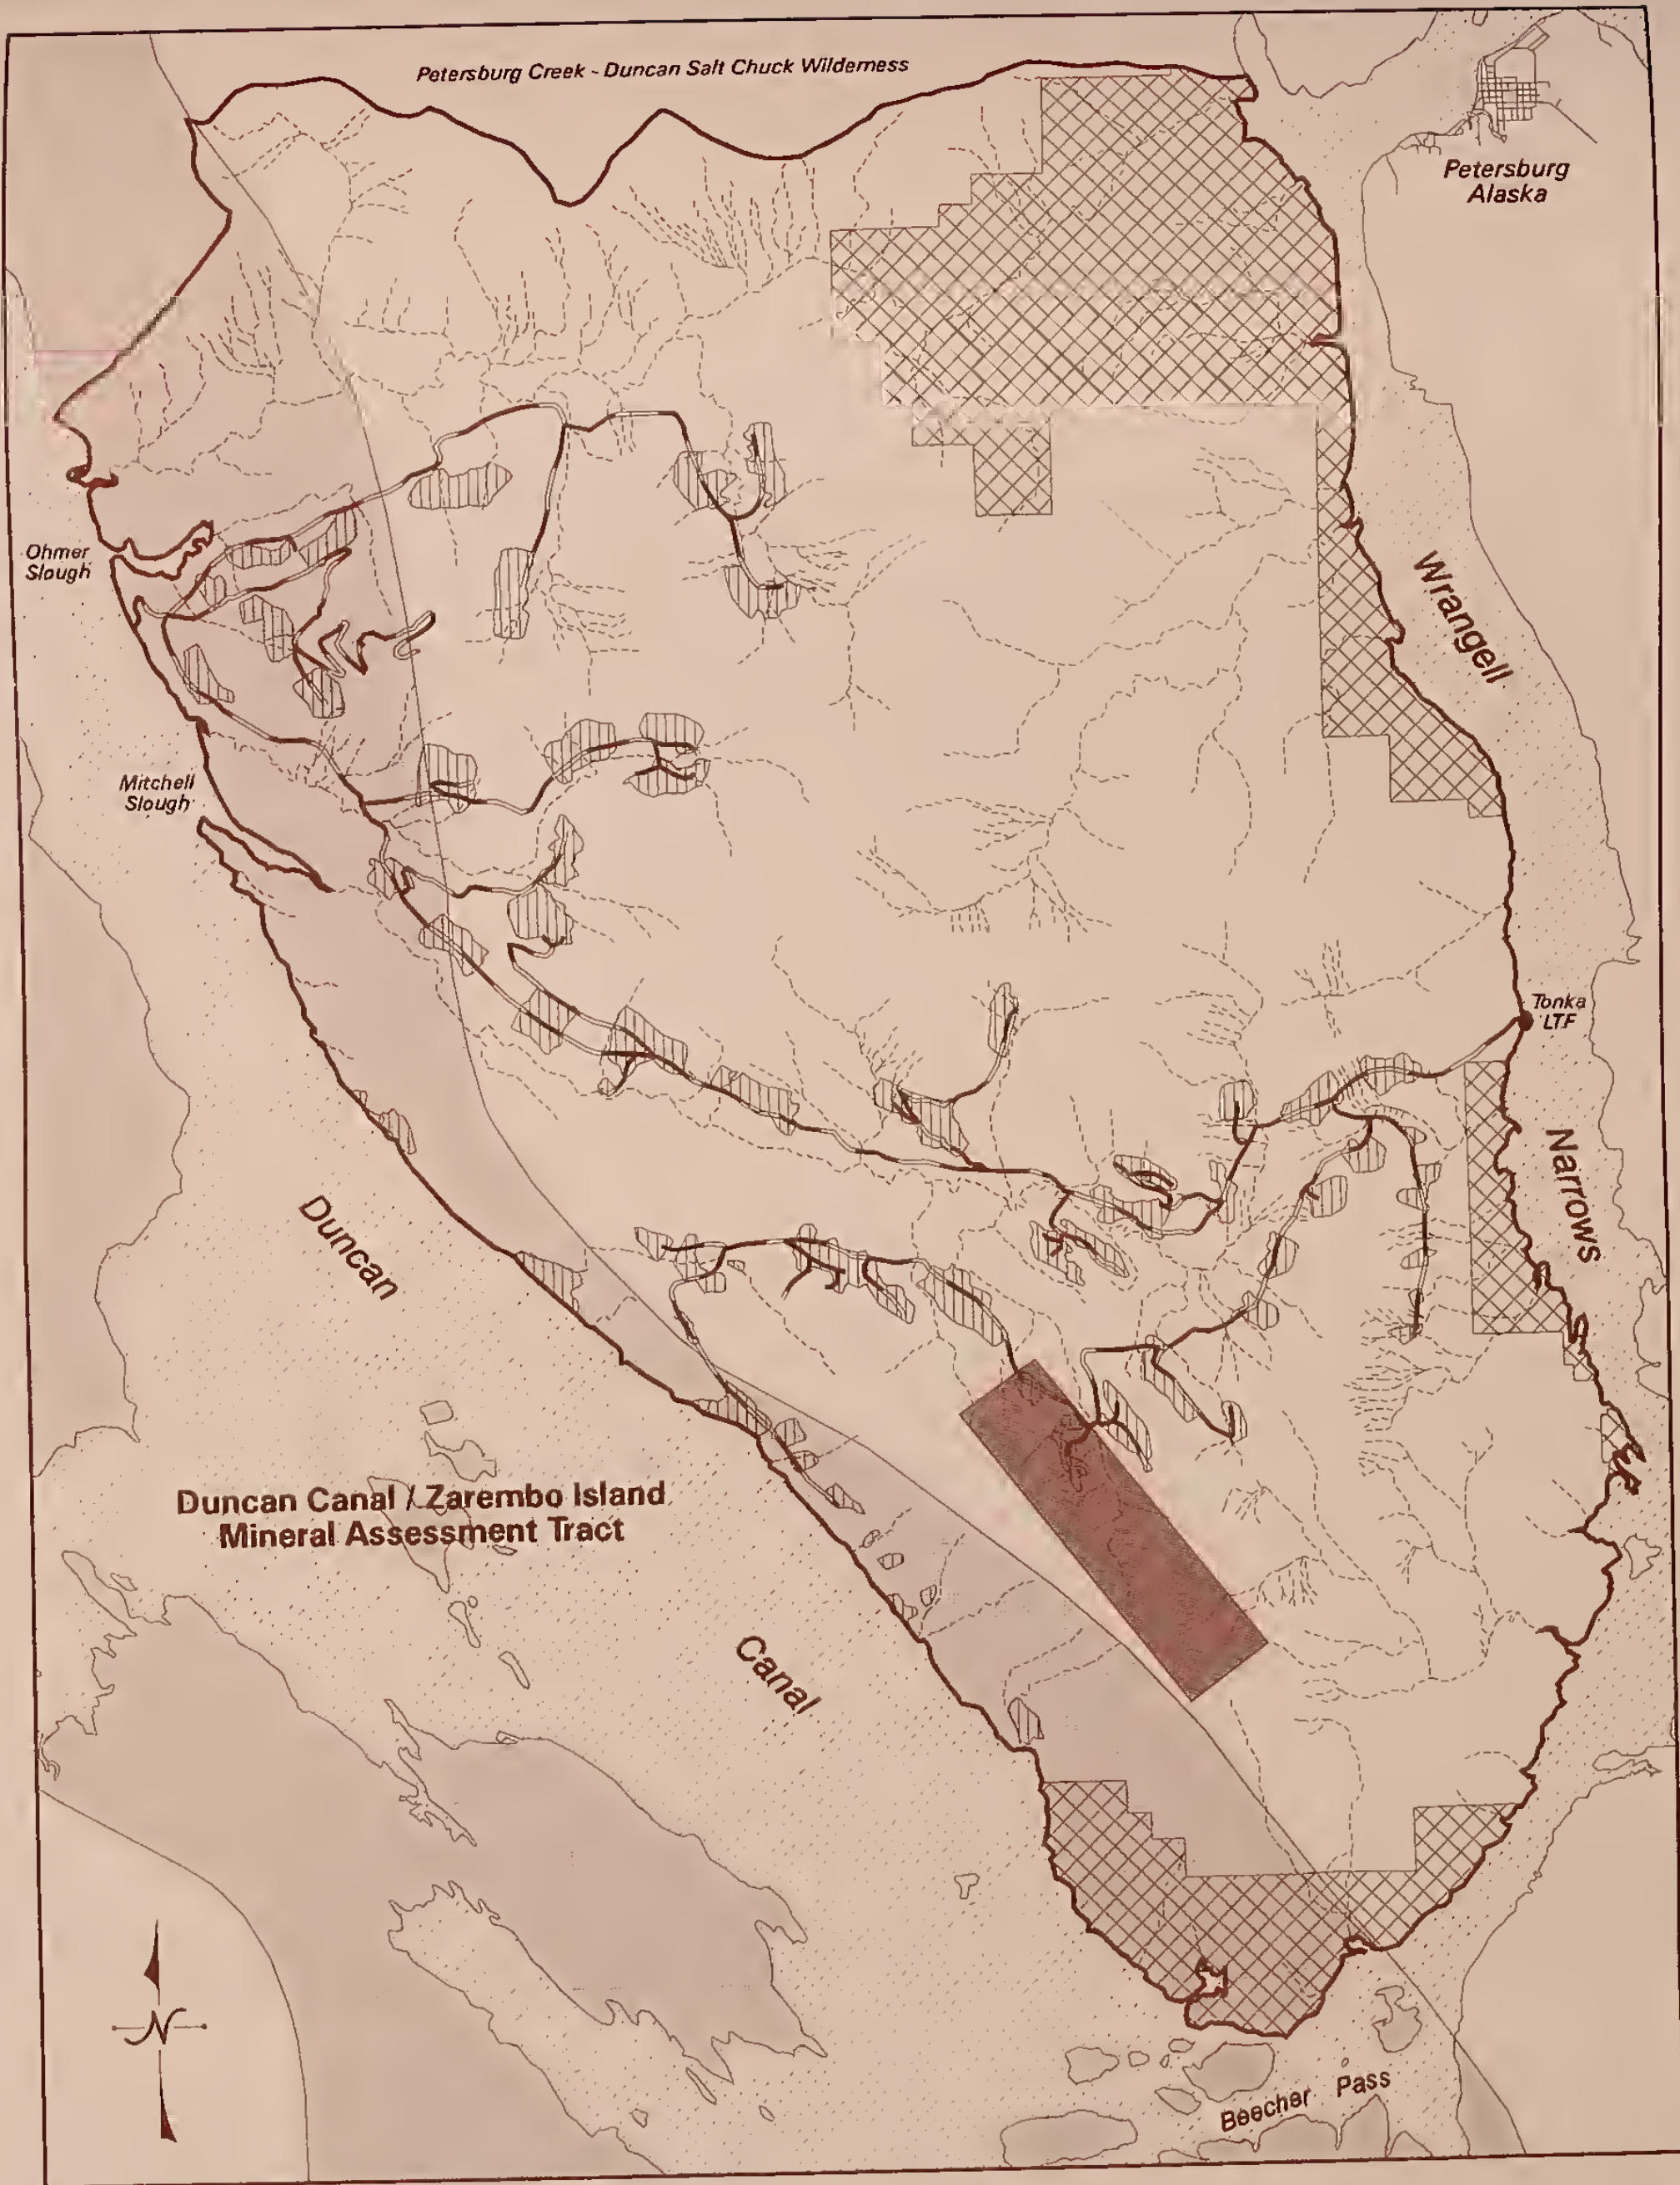 Petersburg Creek - Duncan Salt Chuck Wilderness
Petersburg
Alaska
Ohmer
Slough
Wrangell
Mitchell
Slough
Tonka
LTF
Narrows
Duncan
Duncan Canal / Zarembo Island
Mineral Assessment Tract
Canal
N
Beecher Pass